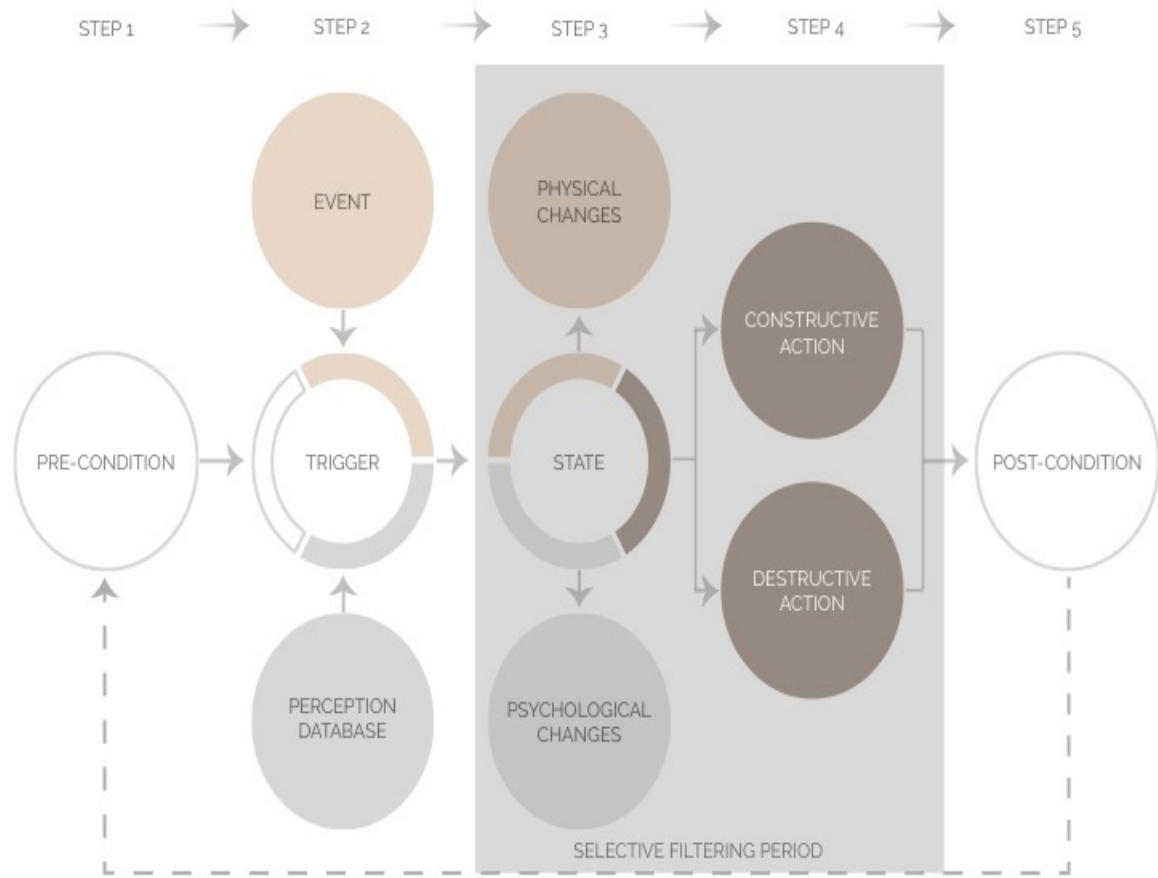 STEP 1
STEP 2
STEP 3
STEP 4
STEP 5
EVENT
PHYSICAL
CHANGES
CONSTRUCTIVE
ACTION
PRE-CONDITION
TRIGGER
STATE
POST-CONDITION
DESTRUCTIVE
ACTION
PERCEPTION
DATABASE
PSYCHOLOGICAL
CHANGES
SELECTIVE FILTERING PERIOD